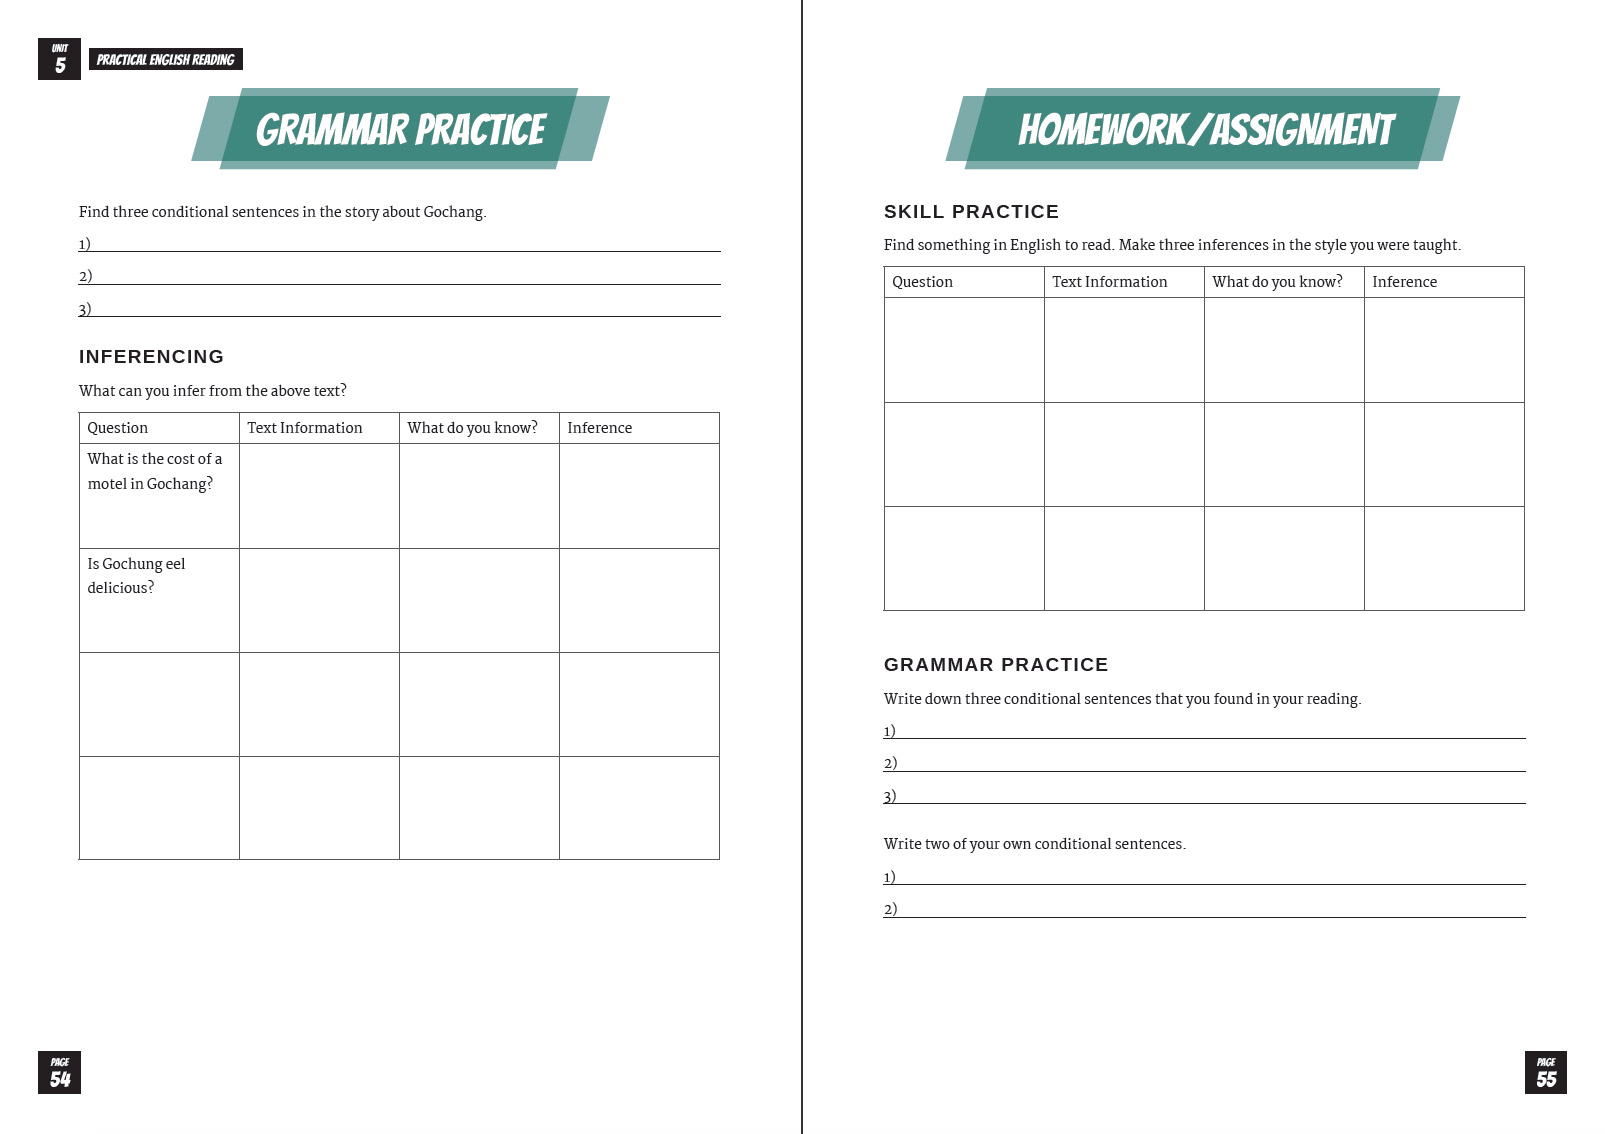 UNIT
5
PRACTICAL ENGLISH READING
GRAMMAR PRACTICE
Find three conditional sentences in the story about Gochang.
1)
2)
3)
INFERENCING
What can you infer from the above text?
Question Text Information What do you know? Inference
What is the cost of a
motel in Gochang?
Is Gochung eel
delicious?
PAGE
54
HOMEWORK/ASSIGNMENT
SKILL PRACTICE
Find something in English to read. Make three inferences in the style you were taught.
Question Text Information What do you know? Inference
GRAMMAR PRACTICE
Write down three conditional sentences that you found in your reading.
1)
2)
3)
Write two of your own conditional sentences.
1)
2)
PAGE
55